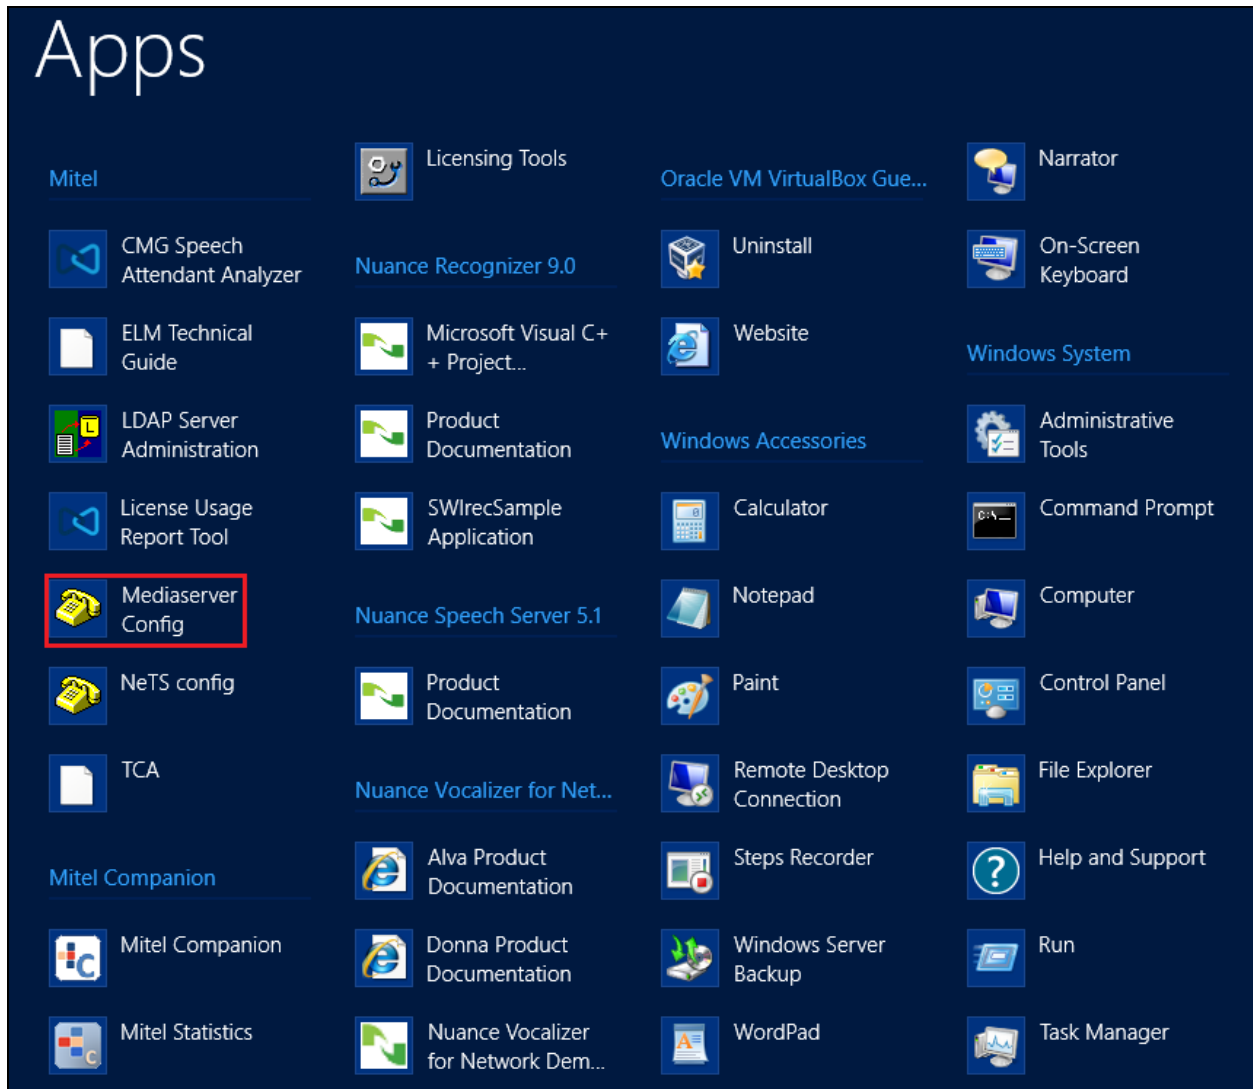 Apps
Mitel
CMG Speech
Attendant Analyzer
ELM Technical
Guide
LDAP Server
Administration
License Usage
Report Tool
Mediaserver
Config
NeTS config
TCA
Mitel Companion
Mitel Companion
Mitel Statistics
Licensing Tools
Nuance Recognizer 9.0
Microsoft Visual C+
+ Project...
Product
Documentation
SWIrecSample
Application
Nuance Speech Server 5.1
Product
Documentation
Nuance Vocalizer for Net...
Alva Product
Documentation
Donna Product
Documentation
Nuance Vocalizer
for Network Dem...
Oracle VM VirtualBox Gue...
Uninstall
Website
Windows Accessories
Calculator
Notepad
Paint
Remote Desktop
Connection
Steps Recorder
Windows Server
Backup
WordPad
Narrator
On-Screen
Keyboard
Windows System
Administrative
Tools
Command Prompt
Computer
Control Panel
File Explorer
Help and Support
Run
Task Manager